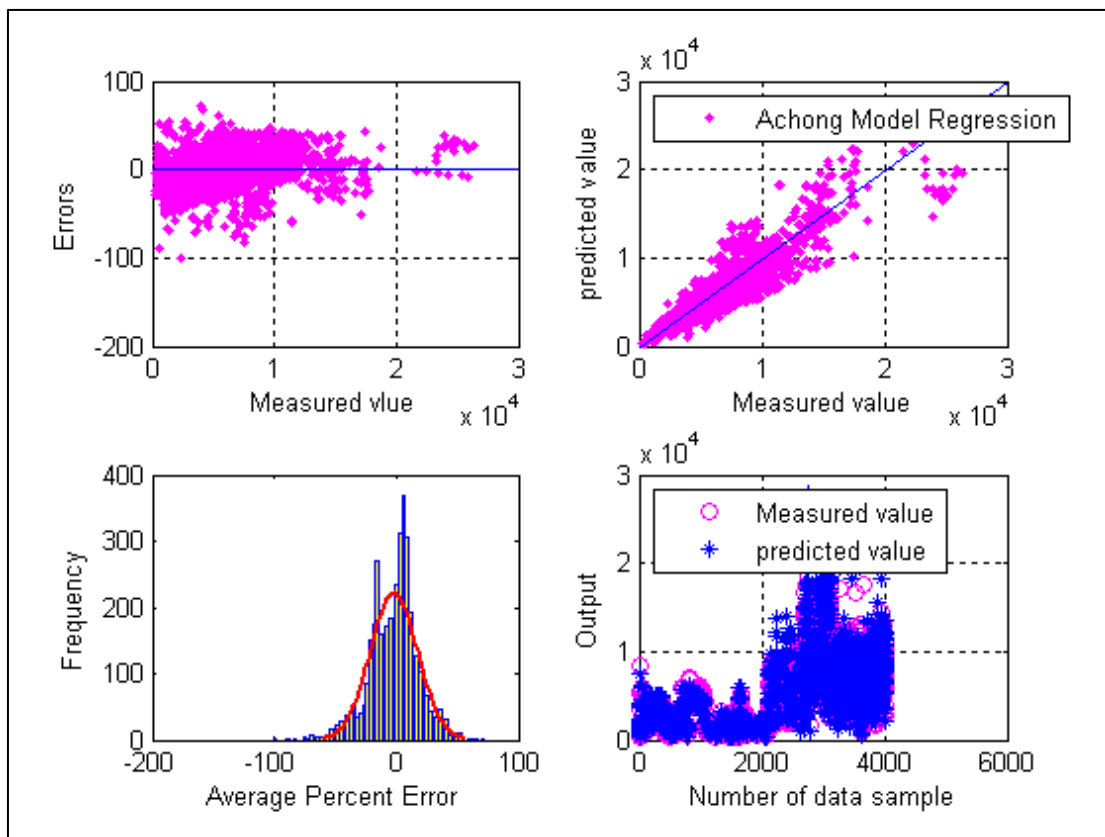 100
0
-100
-200
Errors
0
1
2
3
Measured vlue
x 10^4
x 10^4
3
2
1
0
predicted value
Achong Model Regression
0
1
2
3
Measured value
x 10^4
400
300
200
100
0
Frequency
-200
-100
0
100
Average Percent Error
x 10^4
3
2
1
0
Output
Measured value
predicted value
0
2000
4000
6000
Number of data sample